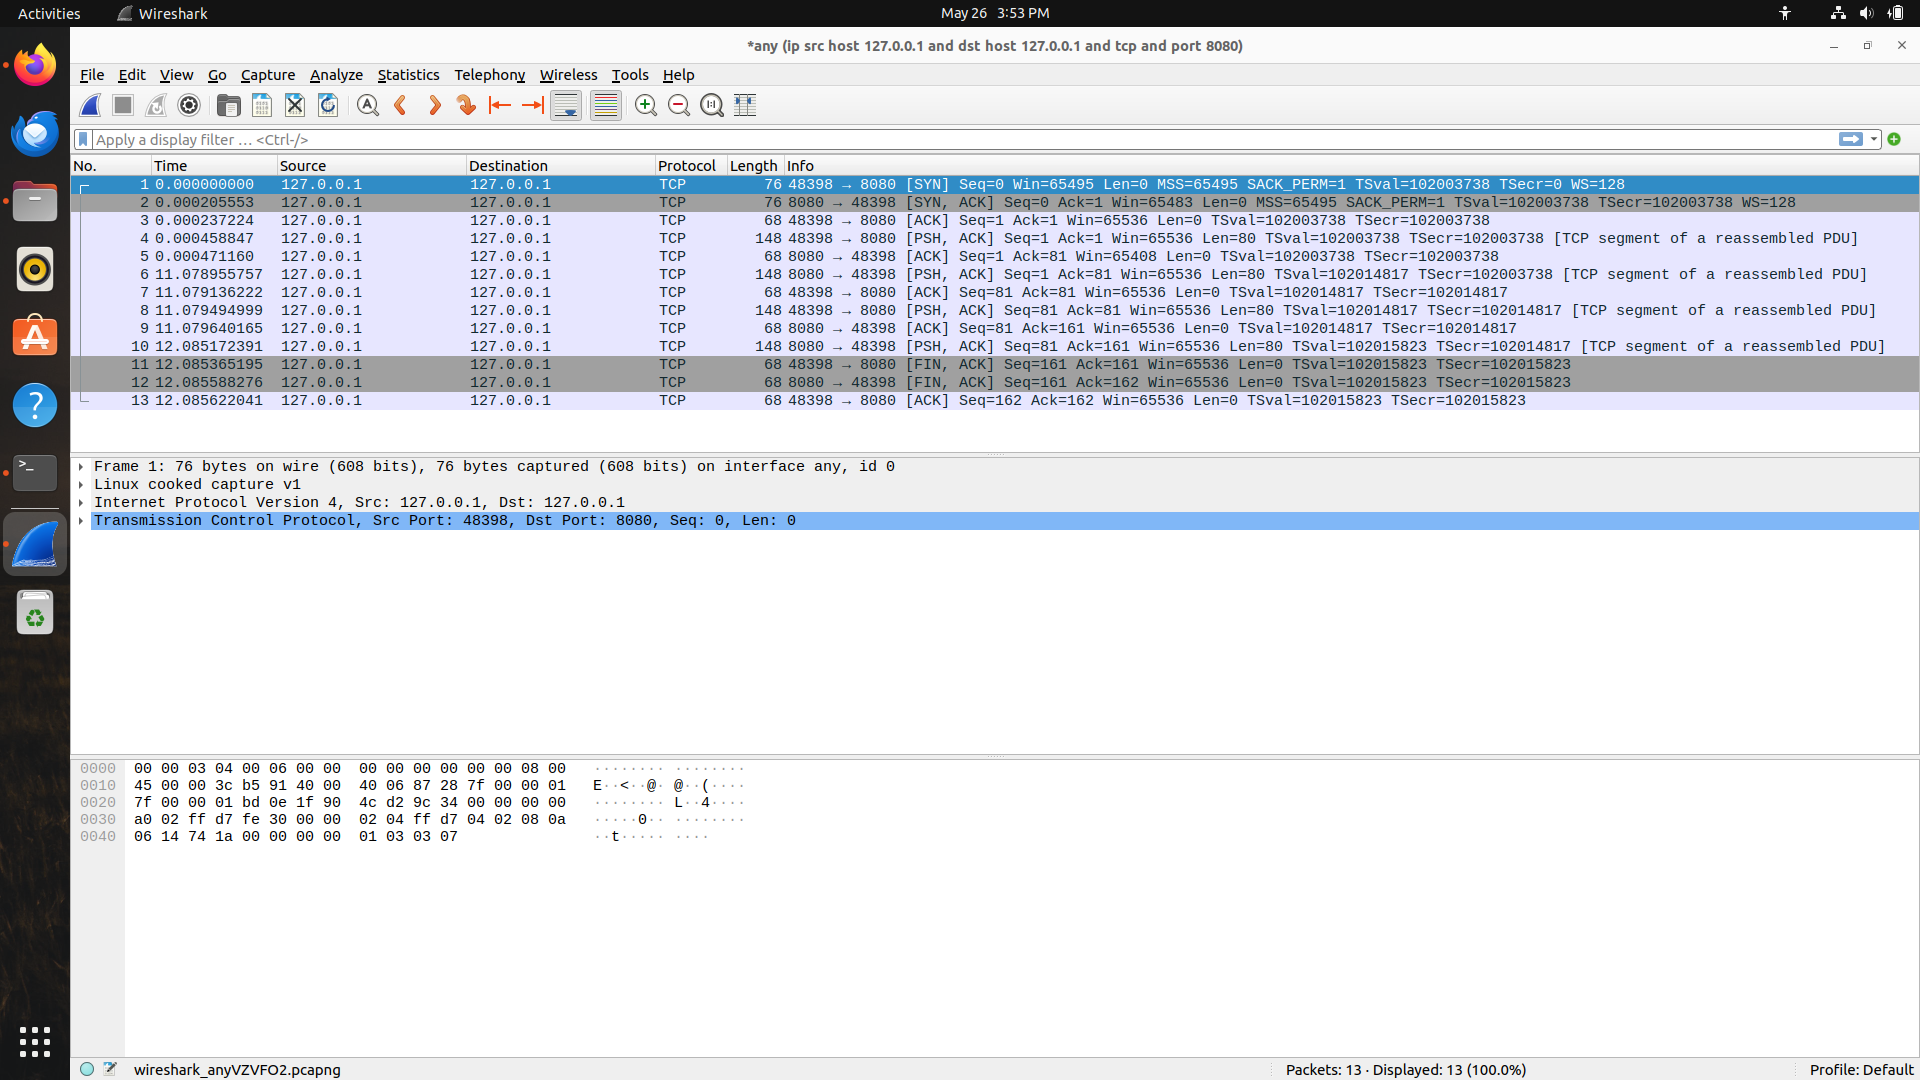 Activities Wireshark May 26 3:53 PM
*any (ip src host 127.0.0.1 and dst host 127.0.0.1 and tcp and port 8080)
File Edit View Go Capture Analyze Statistics Telephony Wireless Tools Help
Apply a display filter … <Ctrl-/>
No. Time Source Destination Protocol Length Info
1 0.000000000 127.0.0.1 127.0.0.1 TCP 76 48398 → 8080 [SYN] Seq=0 Win=65495 Len=0 MSS=65495 SACK_PERM=1 TSval=102003738 TSecr=0 WS=128
2 0.000205553 127.0.0.1 127.0.0.1 TCP 76 8080 → 48398 [SYN, ACK] Seq=0 Ack=1 Win=65483 Len=0 MSS=65495 SACK_PERM=1 TSval=102003738 TSecr=102003738 WS=128
3 0.000237224 127.0.0.1 127.0.0.1 TCP 68 48398 → 8080 [ACK] Seq=1 Ack=1 Win=65536 Len=0 TSval=102003738 TSecr=102003738
4 0.000458847 127.0.0.1 127.0.0.1 TCP 148 48398 → 8080 [PSH, ACK] Seq=1 Ack=1 Win=65536 Len=80 TSval=102003738 TSecr=102003738 [TCP segment of a reassembled PDU]
5 0.000471160 127.0.0.1 127.0.0.1 TCP 68 8080 → 48398 [ACK] Seq=1 Ack=81 Win=65408 Len=0 TSval=102003738 TSecr=102003738
6 11.078955757 127.0.0.1 127.0.0.1 TCP 148 8080 → 48398 [PSH, ACK] Seq=1 Ack=81 Win=65536 Len=80 TSval=102014817 TSecr=102003738 [TCP segment of a reassembled PDU]
7 11.079136222 127.0.0.1 127.0.0.1 TCP 68 48398 → 8080 [ACK] Seq=81 Ack=81 Win=65536 Len=0 TSval=102014817 TSecr=102014817
8 11.079494999 127.0.0.1 127.0.0.1 TCP 148 48398 → 8080 [PSH, ACK] Seq=81 Ack=81 Win=65536 Len=80 TSval=102014817 TSecr=102014817 [TCP segment of a reassembled PDU]
9 11.079640165 127.0.0.1 127.0.0.1 TCP 68 8080 → 48398 [ACK] Seq=81 Ack=161 Win=65536 Len=0 TSval=102014817 TSecr=102014817
10 12.085172391 127.0.0.1 127.0.0.1 TCP 148 8080 → 48398 [PSH, ACK] Seq=81 Ack=161 Win=65536 Len=80 TSval=102015823 TSecr=102014817 [TCP segment of a reassembled PDU]
11 12.085365195 127.0.0.1 127.0.0.1 TCP 68 48398 → 8080 [FIN, ACK] Seq=161 Ack=161 Win=65536 Len=0 TSval=102015823 TSecr=102015823
12 12.085588276 127.0.0.1 127.0.0.1 TCP 68 8080 → 48398 [FIN, ACK] Seq=161 Ack=162 Win=65536 Len=0 TSval=102015823 TSecr=102015823
13 12.085622041 127.0.0.1 127.0.0.1 TCP 68 48398 → 8080 [ACK] Seq=162 Ack=162 Win=65536 Len=0 TSval=102015823 TSecr=102015823
Frame 1: 76 bytes on wire (608 bits), 76 bytes captured (608 bits) on interface any, id 0
Linux cooked capture v1
Internet Protocol Version 4, Src: 127.0.0.1, Dst: 127.0.0.1
Transmission Control Protocol, Src Port: 48398, Dst Port: 8080, Seq: 0, Len: 0
0000 00 00 03 04 00 06 00 00 00 00 00 00 00 00 08 00 ········ ········
0010 45 00 00 3c b5 91 40 00 40 06 87 28 7f 00 00 01 E··<··@· @··(····
0020 7f 00 00 01 bd 0e 1f 90 4c d2 9c 34 00 00 00 00 ········ L··4····
0030 a0 02 ff d7 fe 30 00 00 02 04 ff d7 04 02 08 0a ·····0·· ········
0040 06 14 74 1a 00 00 00 00 01 03 03 07 ··t····· ····
wireshark_anyVZVFO2.pcapng Packets: 13 · Displayed: 13 (100.0%) Profile: Default